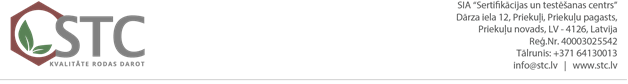 STC
KVALITĀTE RODAS DAROT
SIA "Sertifikācijas un testēšanas centrs"
Dārza iela 12, Priekuļi, Priekuļu pagasts,
Priekuļu novads, LV - 4126, Latvija
Reģ.Nr. 40003025542
Tālrunis: +371 64130013
info@stc.lv | www.stc.lv